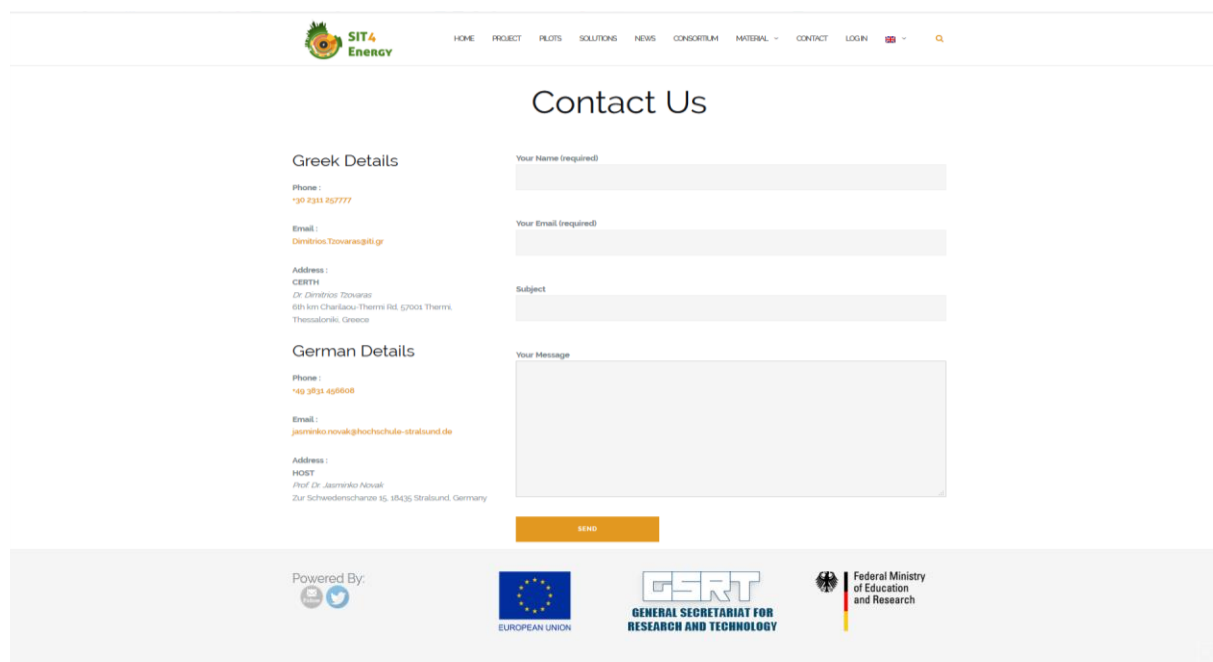 SIT4
Energy
HOME PROJECT PILOTS SOLUTIONS NEWS CONSORTIUM MATERIAL CONTACT LOGIN
Contact Us
Greek Details
Phone :
+30 2311 257777
Email :
Dimitrios.Tzovaras@iti.gr
Address :
CERTH
Dr. Dimitrios Tzovaras
6th km Charilaou-Thermi Rd, 57001 Thermi,
Thessaloniki, Greece
German Details
Phone :
+49 3831 456608
Email :
jasminko.novak@hochschule-stralsund.de
Address :
HOST
Prof. Dr. Jasminko Novak
Zur Schwedenschanze 15, 18435 Stralsund, Germany
Your Name (required)
Your Email (required)
Subject
Your Message
SEND
Powered By:
EUROPEAN UNION
GSRT
GENERAL SECRETARIAT FOR
RESEARCH AND TECHNOLOGY
Federal Ministry
of Education
and Research